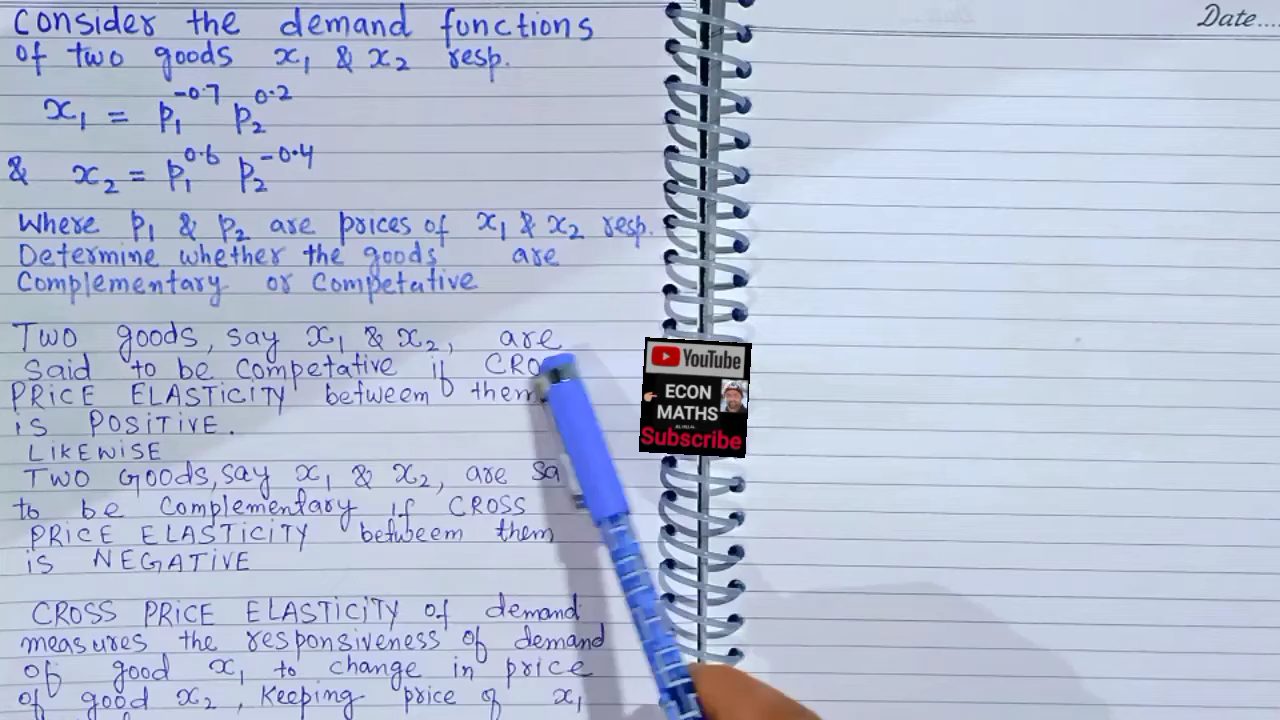 Consider the demand functions
of two goods x₁ & x₂ resp.
x₁ = p₁^-0.7 p₂^0.2
& x₂ = p₁^0.6 p₂^-0.4
Where p₁ & p₂ are prices of x₁ & x₂ resp.
Determine whether the goods are
Complementary or Competative
Two goods, say x₁ & x₂, are
said to be Competative if CRO
PRICE ELASTICITY betweem them
is POSITIVE.
LIKEWISE
TWO GOODS, say x₁ & x₂, are sa
to be Complementary if CROSS
PRICE ELASTICITY betweem them
is NEGATIVE
CROSS PRICE ELASTICITY of demand
measures the responsiveness of demand
of good x₁ to change in price
of good x₂, Keeping price of x₁
Date....
YouTube
ECON
MATHS
Subscribe